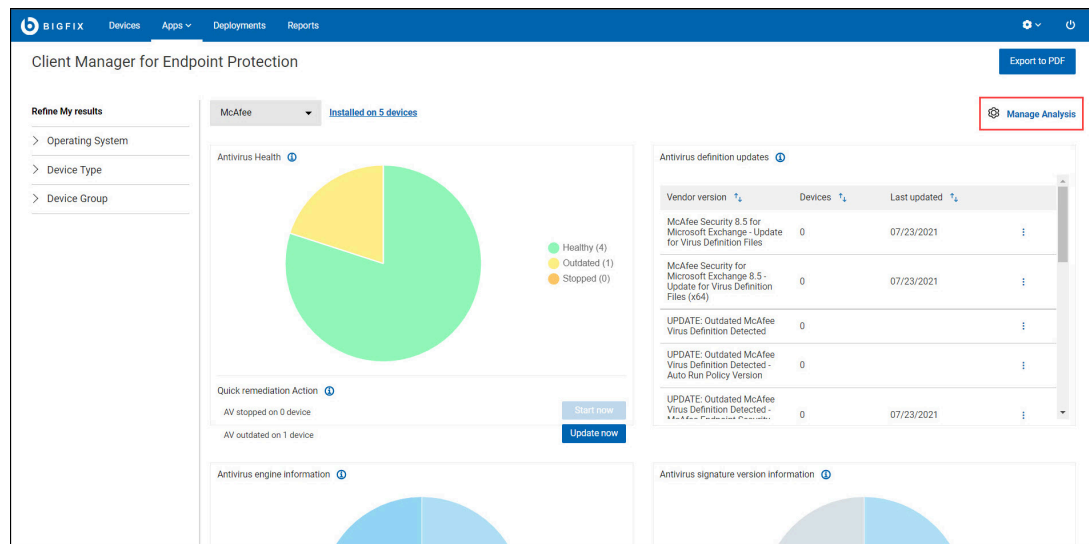 BIGFIX Devices Apps Deployments Reports
Client Manager for Endpoint Protection
Export to PDF
Refine My results
Operating System
Device Type
Device Group
McAfee Installed on 5 devices
Manage Analysis
Antivirus Health
Healthy (4)
Outdated (1)
Stopped (0)
Quick remediation Action
AV stopped on 0 device Start now
AV outdated on 1 device Update now
Antivirus definition updates
Vendor version Devices Last updated
McAfee Security 8.5 for
Microsoft Exchange - Update 0 07/23/2021
for Virus Definition Files
McAfee Security for
Microsoft Exchange 8.5 -
Update for Virus Definition 0 07/23/2021
Files (x64)
UPDATE: Outdated McAfee 0
Virus Definition Detected
UPDATE: Outdated McAfee
Virus Definition Detected - 0
Auto Run Policy Version
UPDATE: Outdated McAfee
Virus Definition Detected - 0 07/23/2021
McAfee Endpoint Security
Antivirus engine information
Antivirus signature version information